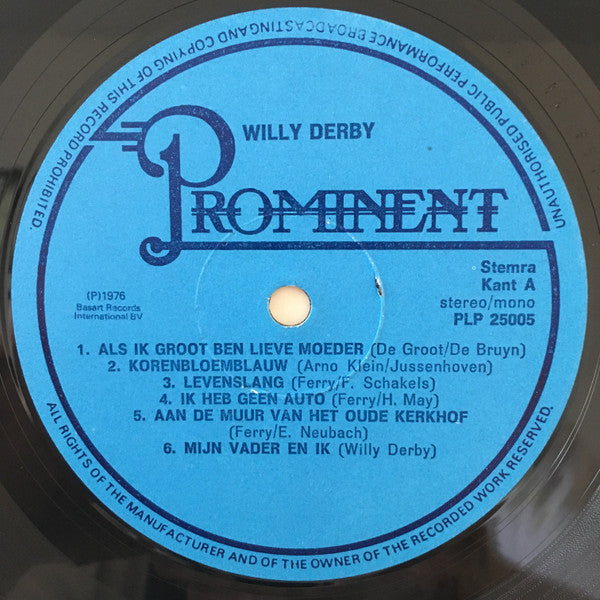 WILLY DERBY
PROMINENT
(P)1976
Basart Records
International BV
Stemra
Kant A
stereo/mono
PLP 25005
1. ALS IK GROOT BEN LIEVE MOEDER (De Groot/De Bruyn)
2. KORENBLOEMBLAUW (Arno Klein/Jussenhoven)
3. LEVENSLANG (Ferry/F. Schakels)
4. IK HEB GEEN AUTO (Ferry/H. May)
5. AAN DE MUUR VAN HET OUDE KERKHOF
(Ferry/E. Neubach)
6. MIJN VADER EN IK (Willy Derby)
ALL RIGHTS OF THE MANUFACTURER AND OF THE OWNER OF THE RECORDED WORK RESERVED.
UNAUTHORISED PUBLIC PERFORMANCE BROADCASTING AND COPYING OF THIS RECORD PROHIBITED.